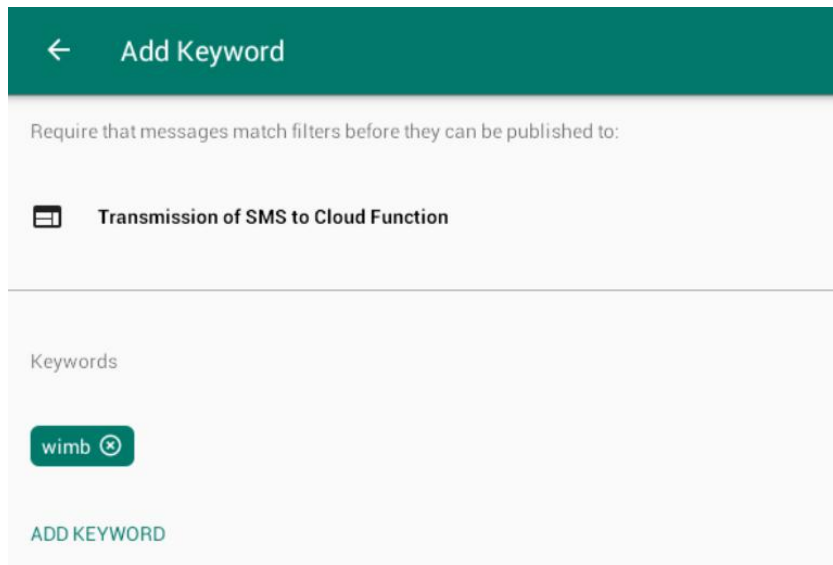 Add Keyword
Require that messages match filters before they can be published to:
Transmission of SMS to Cloud Function
Keywords
wimb
ADD KEYWORD